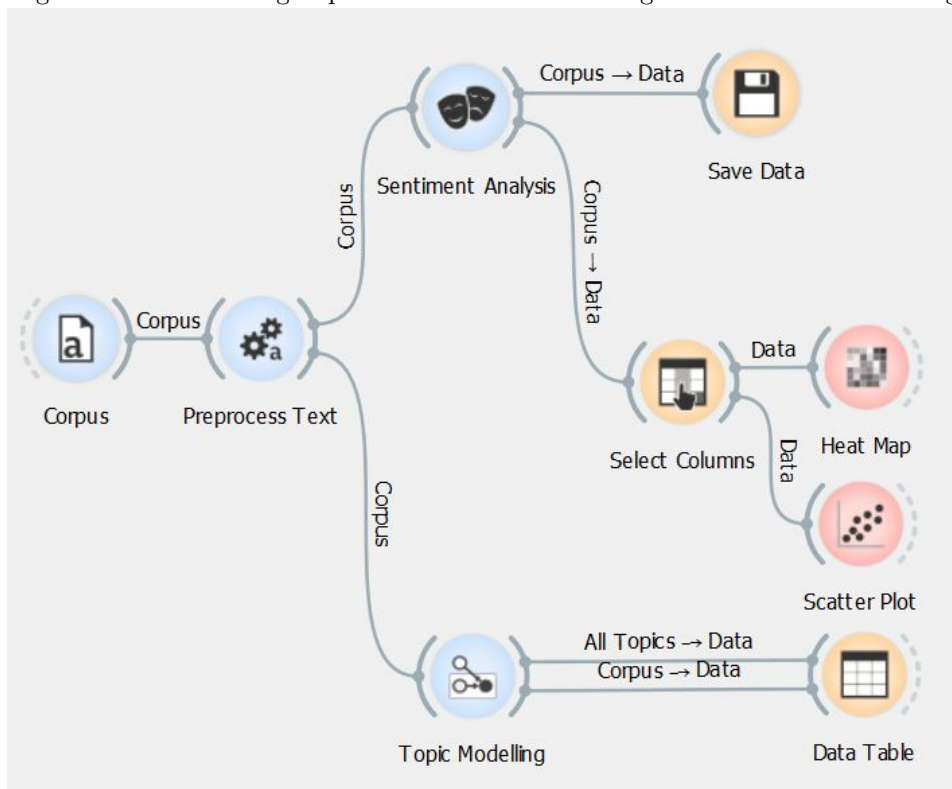 Corpus → Data
Save Data
Sentiment Analysis
Corpus
Corpus → Data
Corpus
a
Corpus
a
Preprocess Text
Data
Heat Map
Select Columns
Data
Corpus
Scatter Plot
All Topics → Data
Corpus → Data
Topic Modelling
Data Table